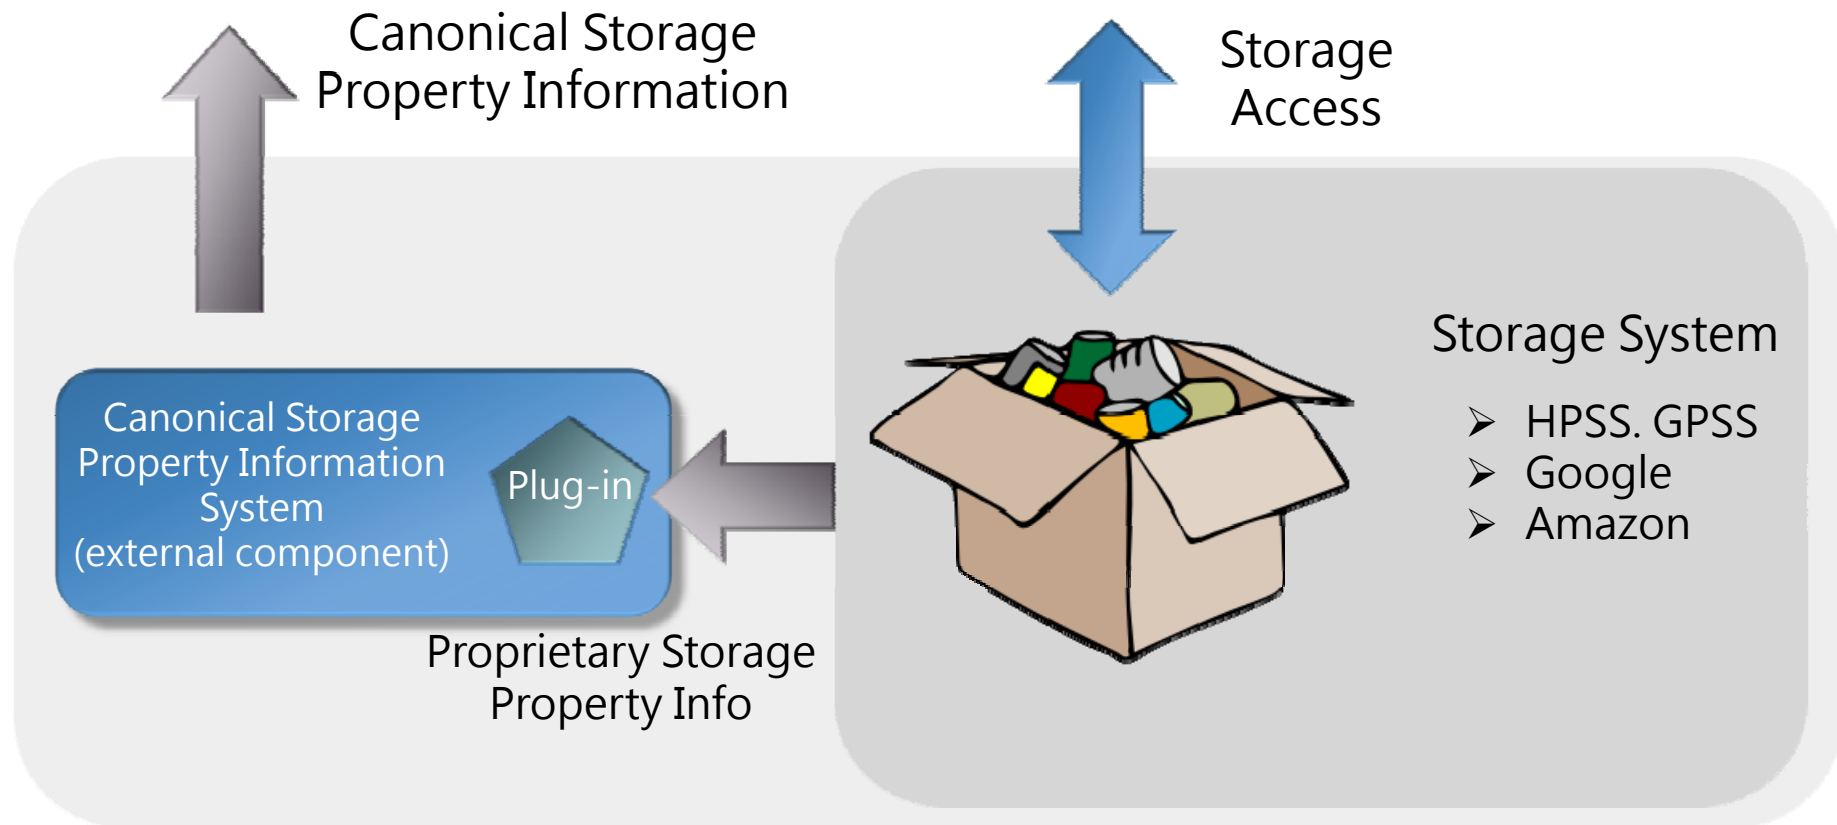 Canonical Storage
Property Information
Storage
Access
Canonical Storage
Property Information
System
(external component)
Plug-in
Proprietary Storage
Property Info
Storage System
➢ HPSS. GPSS
➢ Google
➢ Amazon